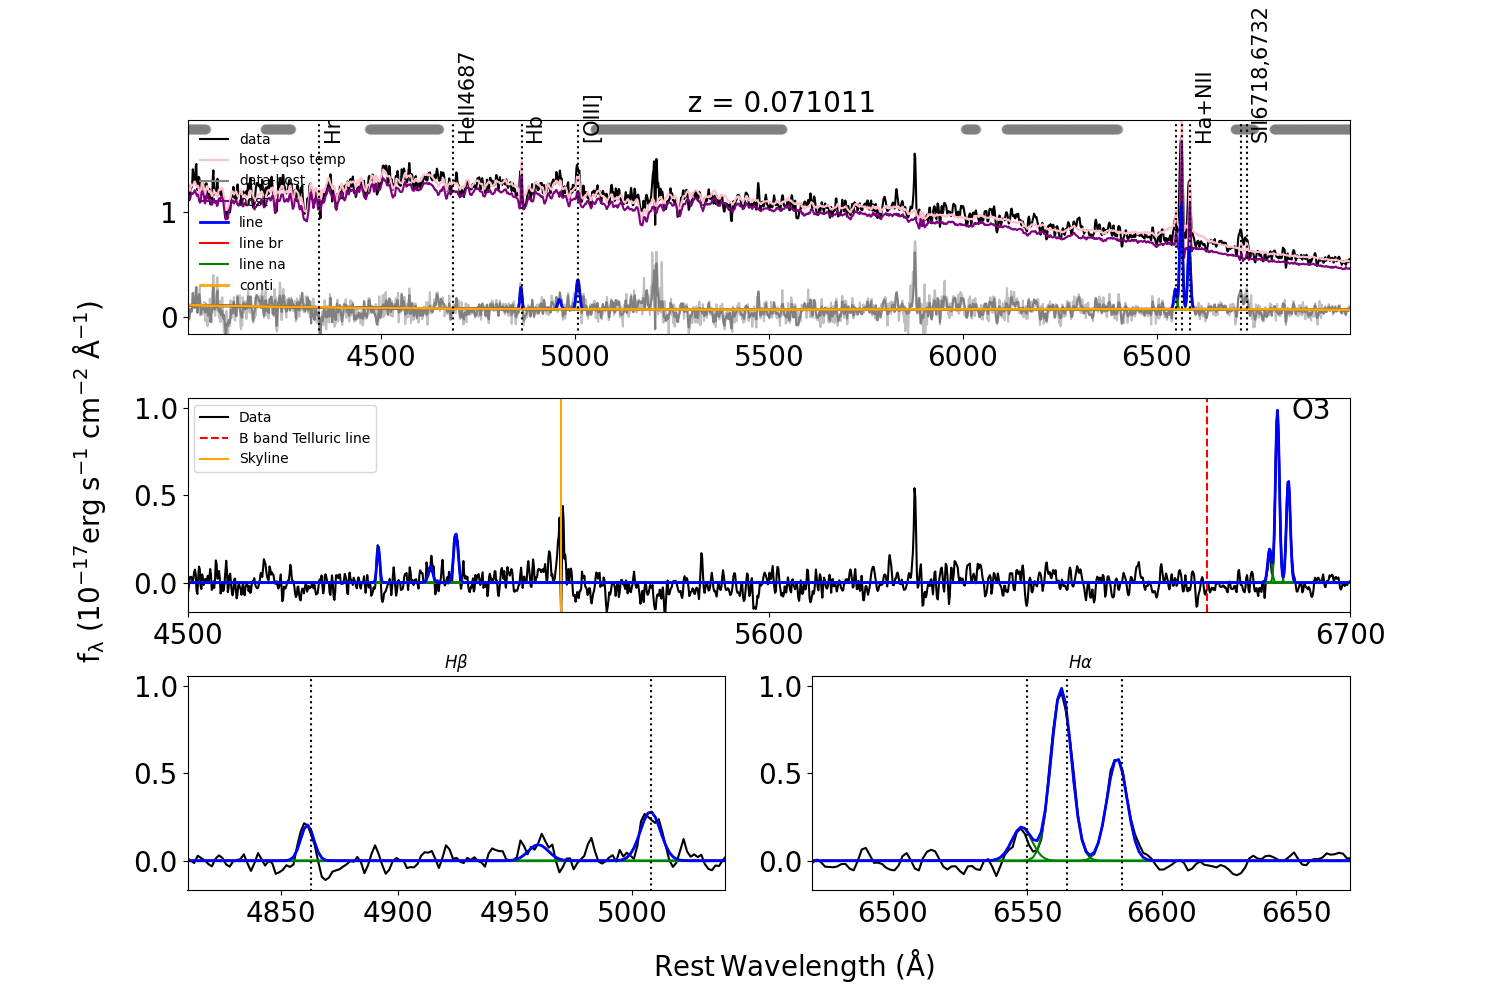 z = 0.071011
Hr
HeII4687
Hb
[OIII]
Ha+NII
SII6718,6732
data
host+qso temp
data-host
host
line
line br
line na
conti
1
0
4500 5000 5500 6000 6500
f_λ (10^−17 erg s^−1 cm^−2 Å^−1)
Data
B band Telluric line
Skyline
O3
1.0
0.5
0.0
4500 5600 6700
Hβ
1.0
0.5
0.0
4850 4900 4950 5000
Hα
1.0
0.5
0.0
6500 6550 6600 6650
Rest Wavelength (Å)